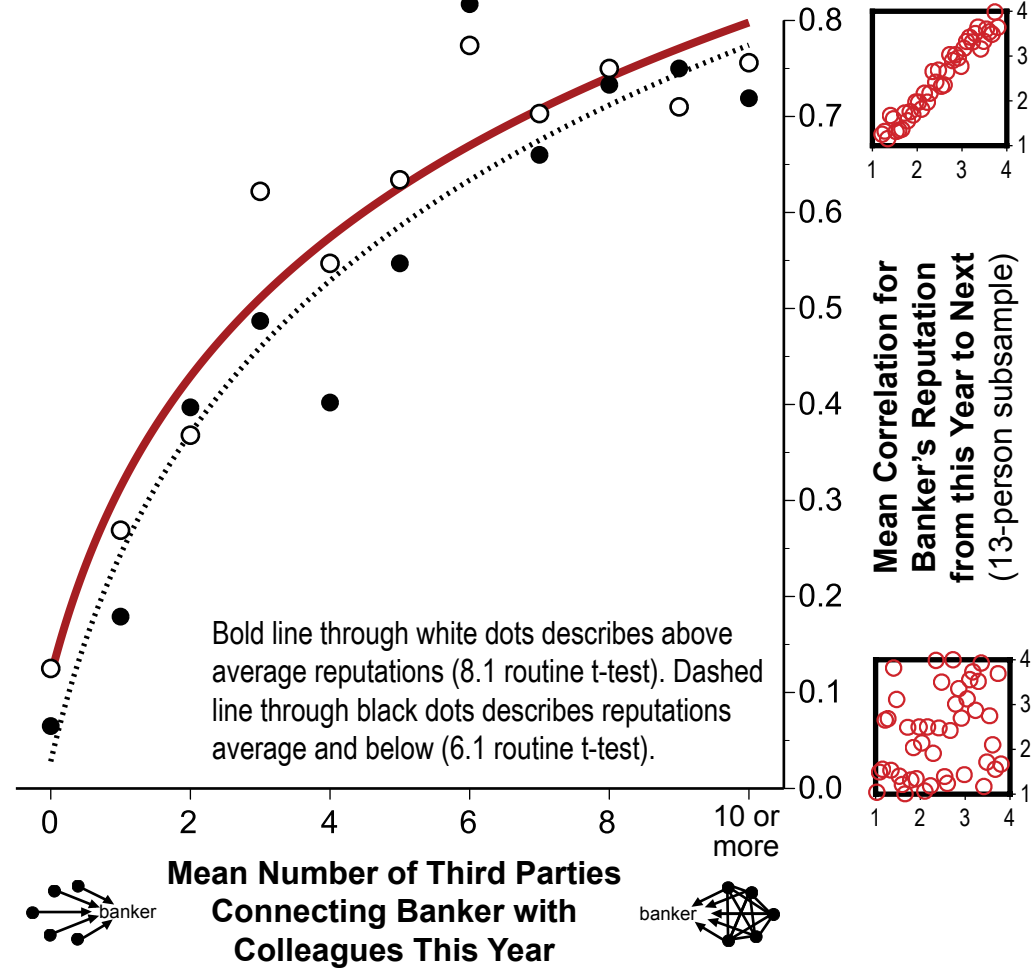 0.8
0.7
0.6
0.5
0.4
0.3
0.2
0.1
0.0
4
3
2
1
1 2 3 4
Mean Correlation for
Banker's Reputation
from this Year to Next
(13-person subsample)
4
3
2
1
1 2 3 4
Bold line through white dots describes above
average reputations (8.1 routine t-test). Dashed
line through black dots describes reputations
average and below (6.1 routine t-test).
0 2 4 6 8 10 or
more
Mean Number of Third Parties
Connecting Banker with
Colleagues This Year
banker
banker